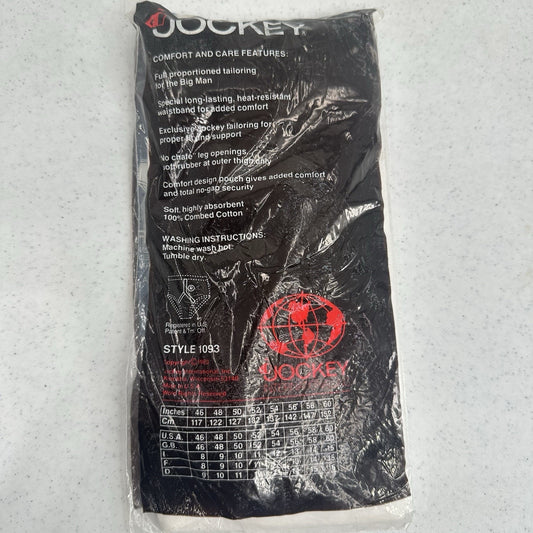 JOCKEY
COMFORT AND CARE FEATURES:
Full proportioned tailoring
for the Big Man
Special long-lasting, heat-resistant
waistband for added comfort
Exclusive Jockey tailoring for
proper fit and support
No chafe leg openings,
soft rubber at outer thigh only
Comfort design pouch gives added comfort
and total no-gap security
Soft, highly absorbent
100% Combed Cotton
WASHING INSTRUCTIONS:
Machine wash hot:
Tumble dry.
®
Registered in U.S.
Patent & Tm. Off.
STYLE 1093
JOCKEY
Made in U.S.A.
Inches 46 48 50 52 54 56 58 60
Cm 117 122 127 132 137 142 147 152
U.S.A. 46 48 50 52 54 56 58 60
G.B. 46 48 50 52 54 56 58 60
I 8 9 10 11
F 8 9 10
D 9 10 11